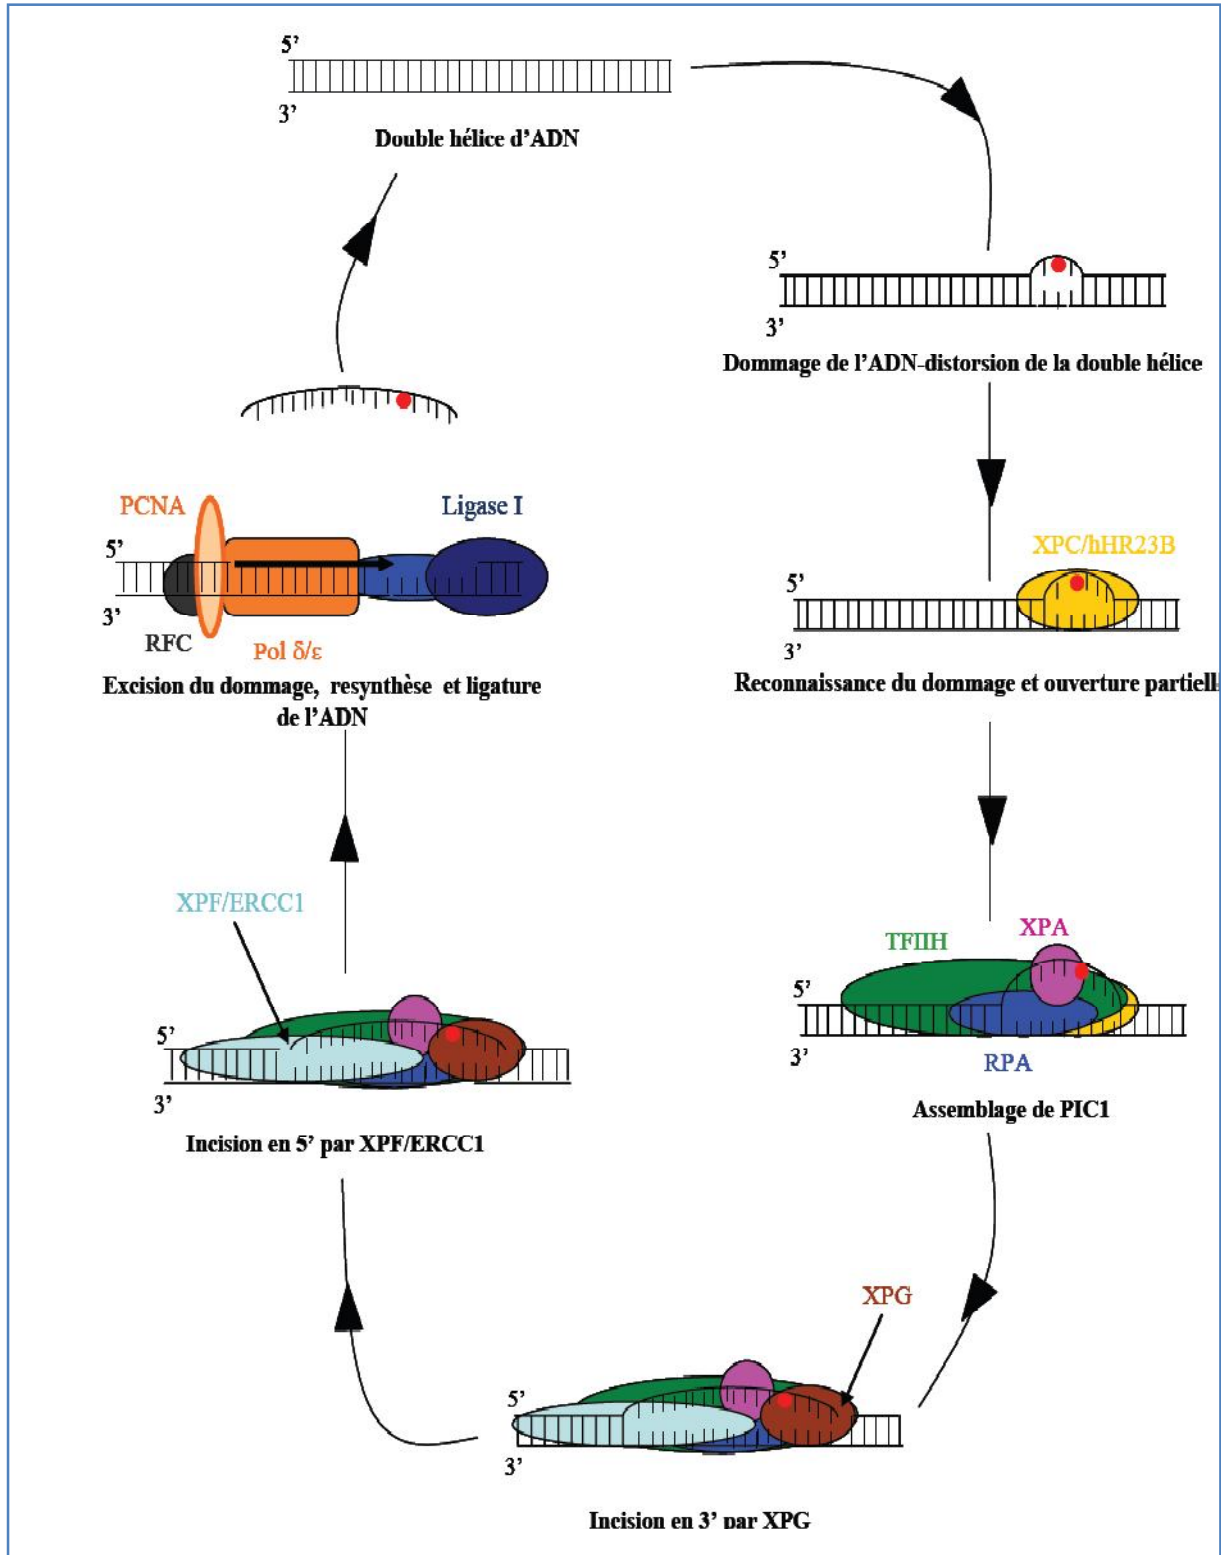 5’
3’
Double hélice d’ADN
5’
3’
Dommage de l’ADN-distorsion de la double hélice
XPC/hHR23B
5’
3’
Reconnaissance du dommage et ouverture partiell
TFIIH
XPA
5’
3’
RPA
Assemblage de PIC1
XPG
5’
3’
Incision en 3’ par XPG
XPF/ERCC1
5’
3’
Incision en 5’ par XPF/ERCC1
PCNA
Ligase I
5’
3’
RFC
Pol δ/ε
Excision du dommage, resynthèse et ligature
de l’ADN